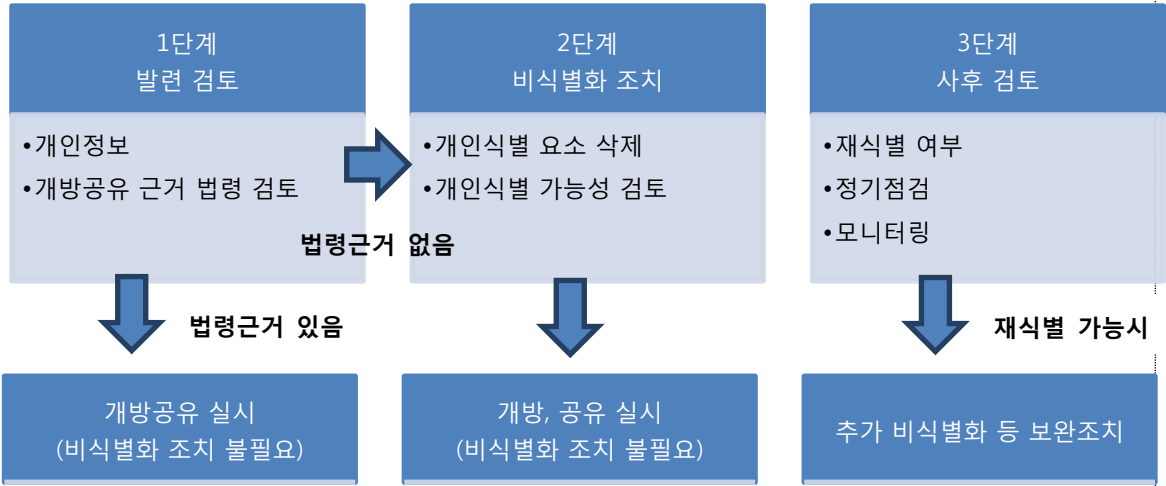 1단계
발련 검토
•개인정보
•개방공유 근거 법령 검토
2단계
비식별화 조치
•개인식별 요소 삭제
•개인식별 가능성 검토
3단계
사후 검토
•재식별 여부
•정기점검
•모니터링
법령근거 없음
법령근거 있음
재식별 가능시
개방공유 실시
(비식별화 조치 불필요)
개방, 공유 실시
(비식별화 조치 불필요)
추가 비식별화 등 보완조치